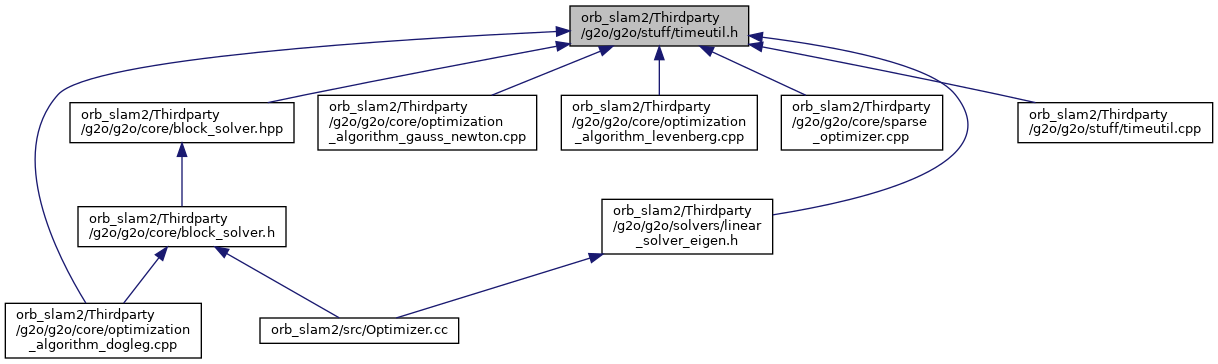 orb_slam2/Thirdparty
/g2o/g2o/stuff/timeutil.h
orb_slam2/Thirdparty
/g2o/g2o/core/block_solver.hpp
orb_slam2/Thirdparty
/g2o/g2o/core/optimization
_algorithm_gauss_newton.cpp
orb_slam2/Thirdparty
/g2o/g2o/core/optimization
_algorithm_levenberg.cpp
orb_slam2/Thirdparty
/g2o/g2o/core/sparse
_optimizer.cpp
orb_slam2/Thirdparty
/g2o/g2o/stuff/timeutil.cpp
orb_slam2/Thirdparty
/g2o/g2o/core/block_solver.h
orb_slam2/Thirdparty
/g2o/g2o/solvers/linear
_solver_eigen.h
orb_slam2/Thirdparty
/g2o/g2o/core/optimization
_algorithm_dogleg.cpp
orb_slam2/src/Optimizer.cc